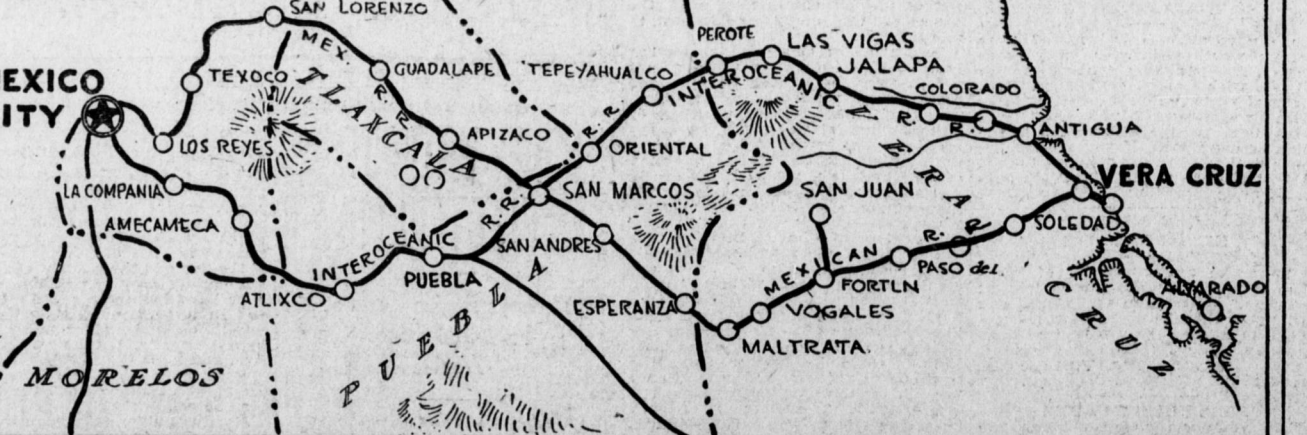 SAN LORENZO
MEX. R. R.
TEXOCO
GUADALAPE
TEPEYAHUALCO
PEROTE
LAS VIGAS
JALAPA
INTEROCEANIC R. R.
COLORADO
MEXICO
CITY
TLAXCALA
APIZACO
ORIENTAL
ANTIGUA
LOS REYES
LA COMPANIA
SAN MARCOS
SAN JUAN
VERA CRUZ
AMECAMECA
INTEROCEANIC R. R.
SAN ANDRES
MEXICAN R. R.
SOLEDAD
PUEBLA
PASO del
ATLIXCO
ESPERANZA
FORTLN
ALVARADO
VOGALES
MALTRATA
MORELOS
PUEBLA
VERA
CRUZ